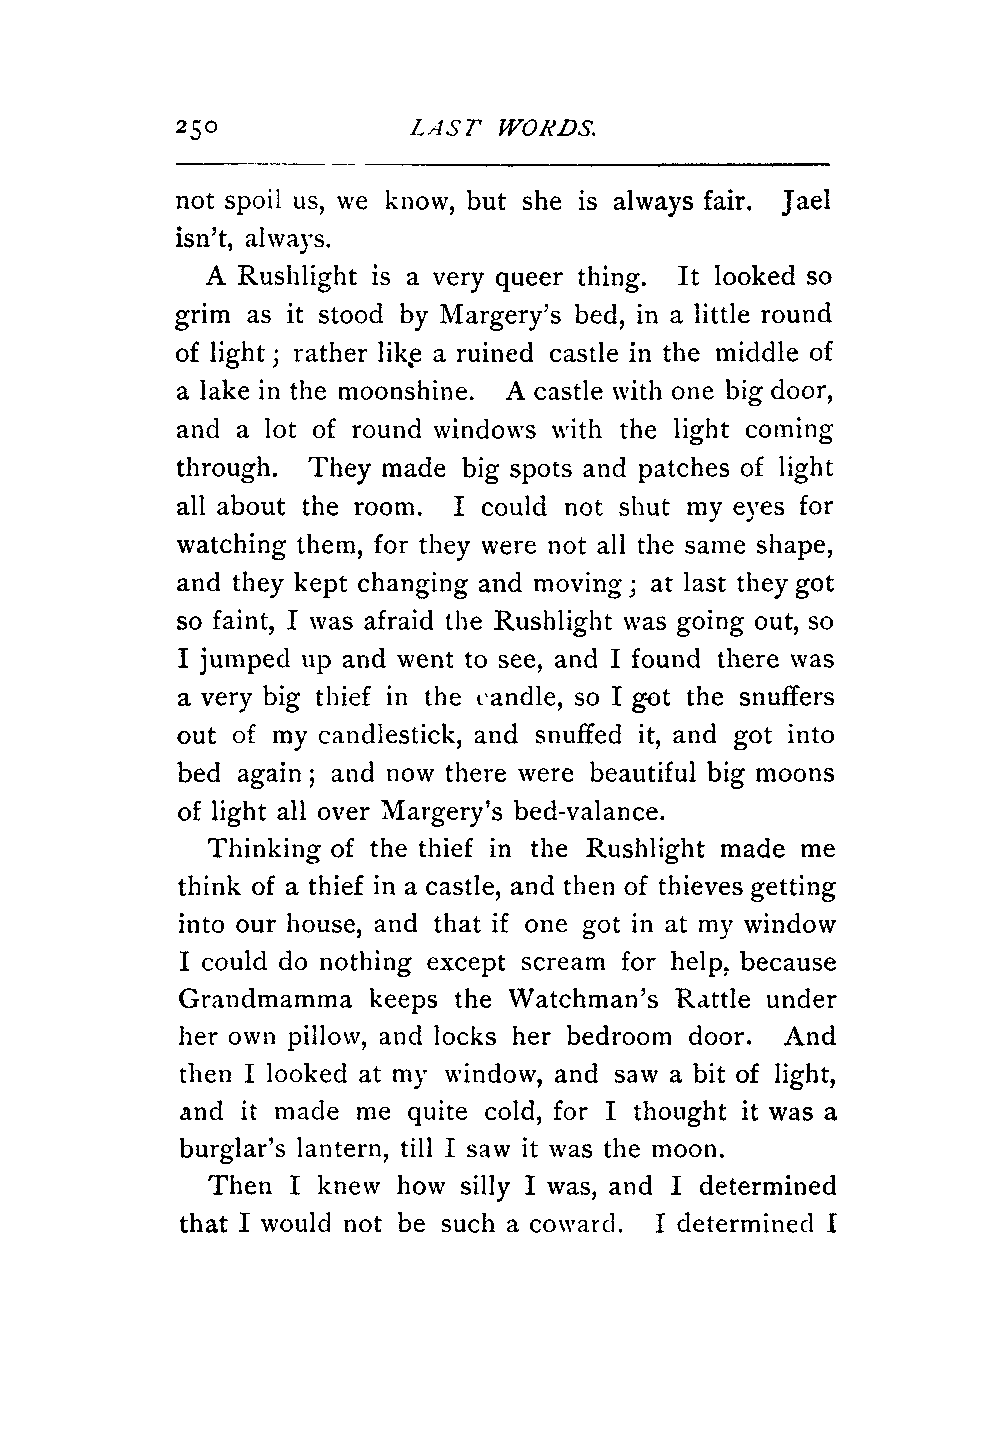 250 LAST WORDS.
not spoil us, we know, but she is always fair. Jael
isn't, always.
A Rushlight is a very queer thing. It looked so
grim as it stood by Margery's bed, in a little round
of light; rather like a ruined castle in the middle of
a lake in the moonshine. A castle with one big door,
and a lot of round windows with the light coming
through. They made big spots and patches of light
all about the room. I could not shut my eyes for
watching them, for they were not all the same shape,
and they kept changing and moving; at last they got
so faint, I was afraid the Rushlight was going out, so
I jumped up and went to see, and I found there was
a very big thief in the candle, so I got the snuffers
out of my candlestick, and snuffed it, and got into
bed again; and now there were beautiful big moons
of light all over Margery's bed-valance.
Thinking of the thief in the Rushlight made me
think of a thief in a castle, and then of thieves getting
into our house, and that if one got in at my window
I could do nothing except scream for help, because
Grandmamma keeps the Watchman's Rattle under
her own pillow, and locks her bedroom door. And
then I looked at my window, and saw a bit of light,
and it made me quite cold, for I thought it was a
burglar's lantern, till I saw it was the moon.
Then I knew how silly I was, and I determined
that I would not be such a coward. I determined I